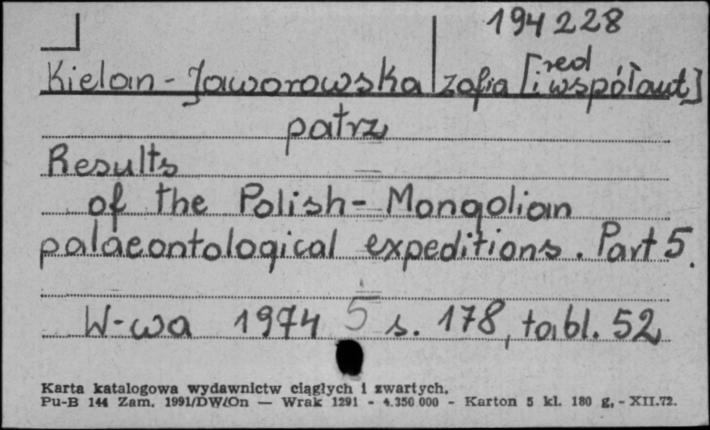 194228
Kielan-Jaworowska Zofia [red i współaut]
patrz
Results
of the Polish-Mongolian
palaeontological expeditions. Part 5.
W-wa 1974 5 s. 178, tabl. 52
Karta katalogowa wydawnictw ciągłych i zwartych.
Pu-B 144 Zam. 1991/DW/On — Wrak 1291 - 4.350 000 - Karton 5 kl. 180 g. - XII.72.